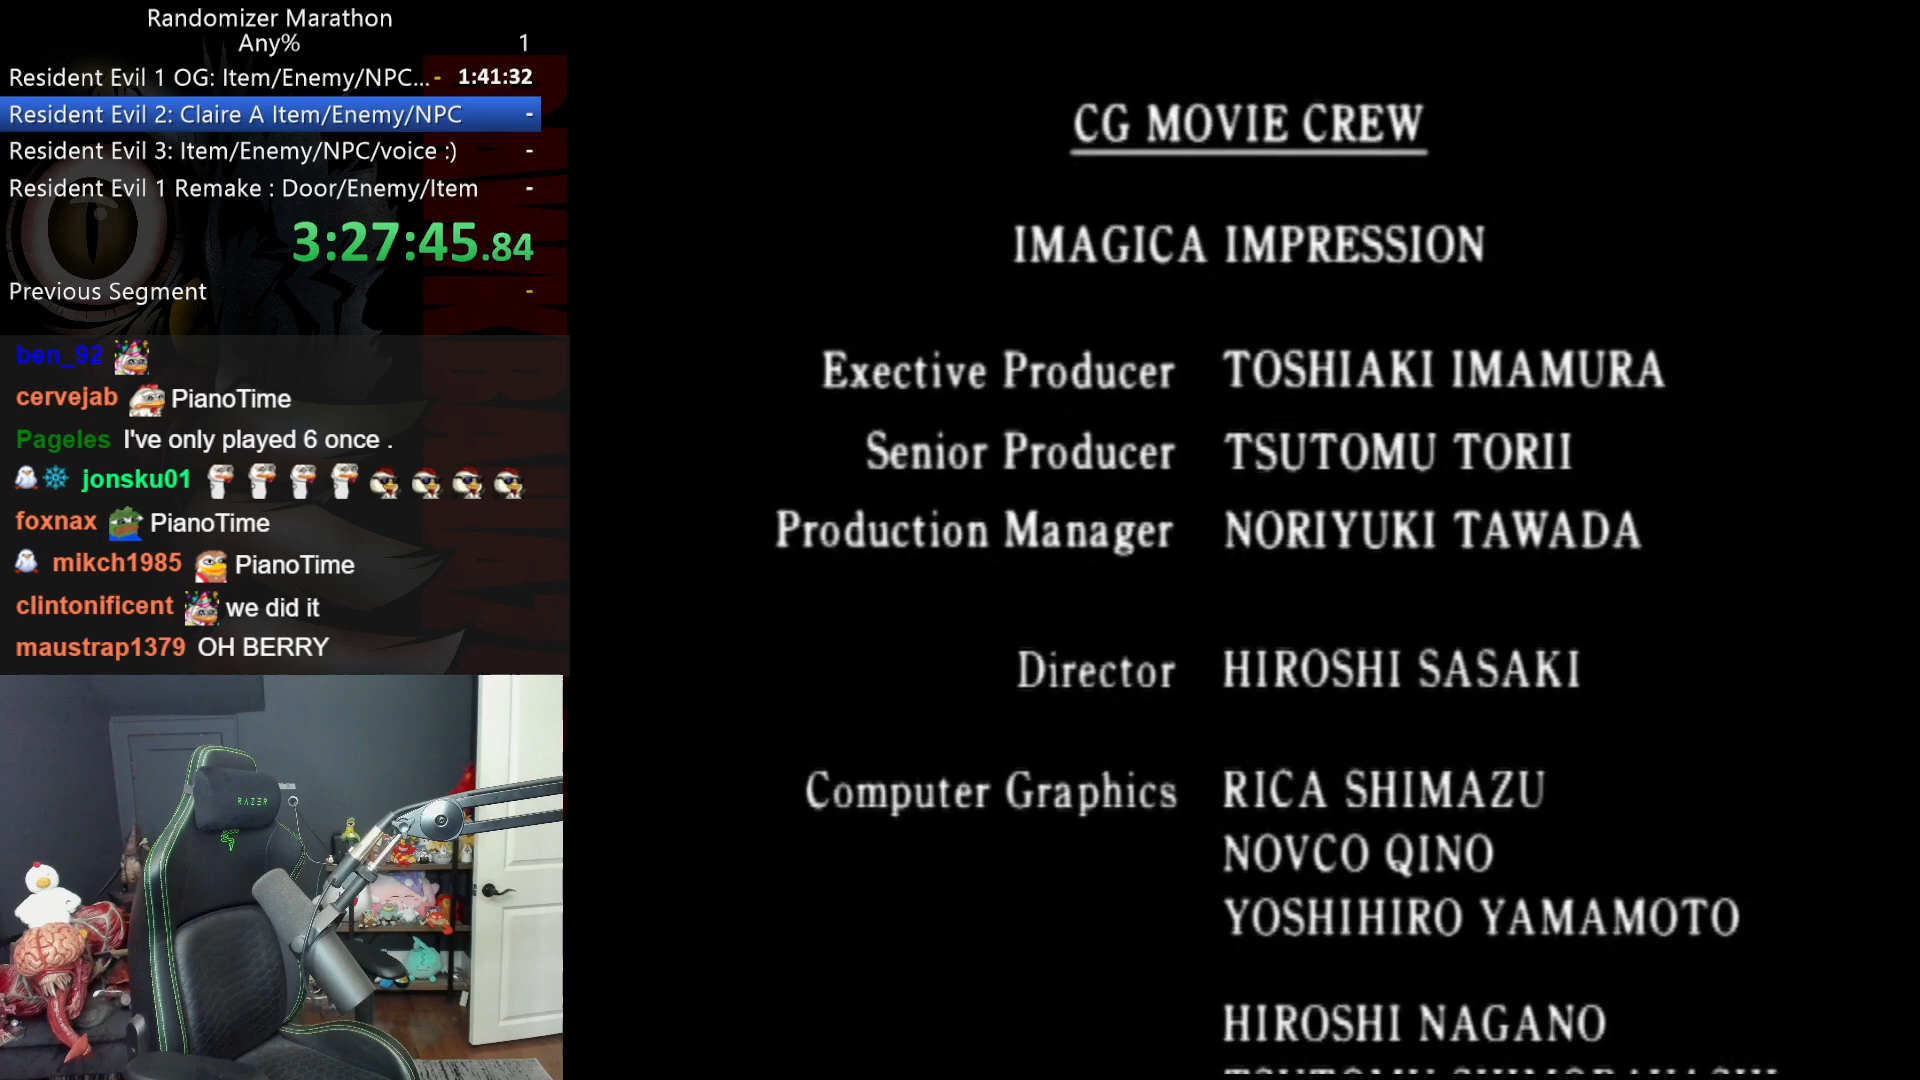 Randomizer Marathon
Any% 1
Resident Evil 1 OG: Item/Enemy/NPC... - 1:41:32
Resident Evil 2: Claire A Item/Enemy/NPC -
Resident Evil 3: Item/Enemy/NPC/voice :) -
Resident Evil 1 Remake : Door/Enemy/Item -
3:27:45.84
Previous Segment -
ben_92
cervejab PianoTime
Pageles I've only played 6 once .
jonsku01
foxnax PianoTime
mikch1985 PianoTime
clintonificent we did it
maustrap1379 OH BERRY
RAZER
CG MOVIE CREW
IMAGICA IMPRESSION
Exective Producer TOSHIAKI IMAMURA
Senior Producer TSUTOMU TORII
Production Manager NORIYUKI TAWADA
Director HIROSHI SASAKI
Computer Graphics RICA SHIMAZU
NOVCO QINO
YOSHIHIRO YAMAMOTO
HIROSHI NAGANO